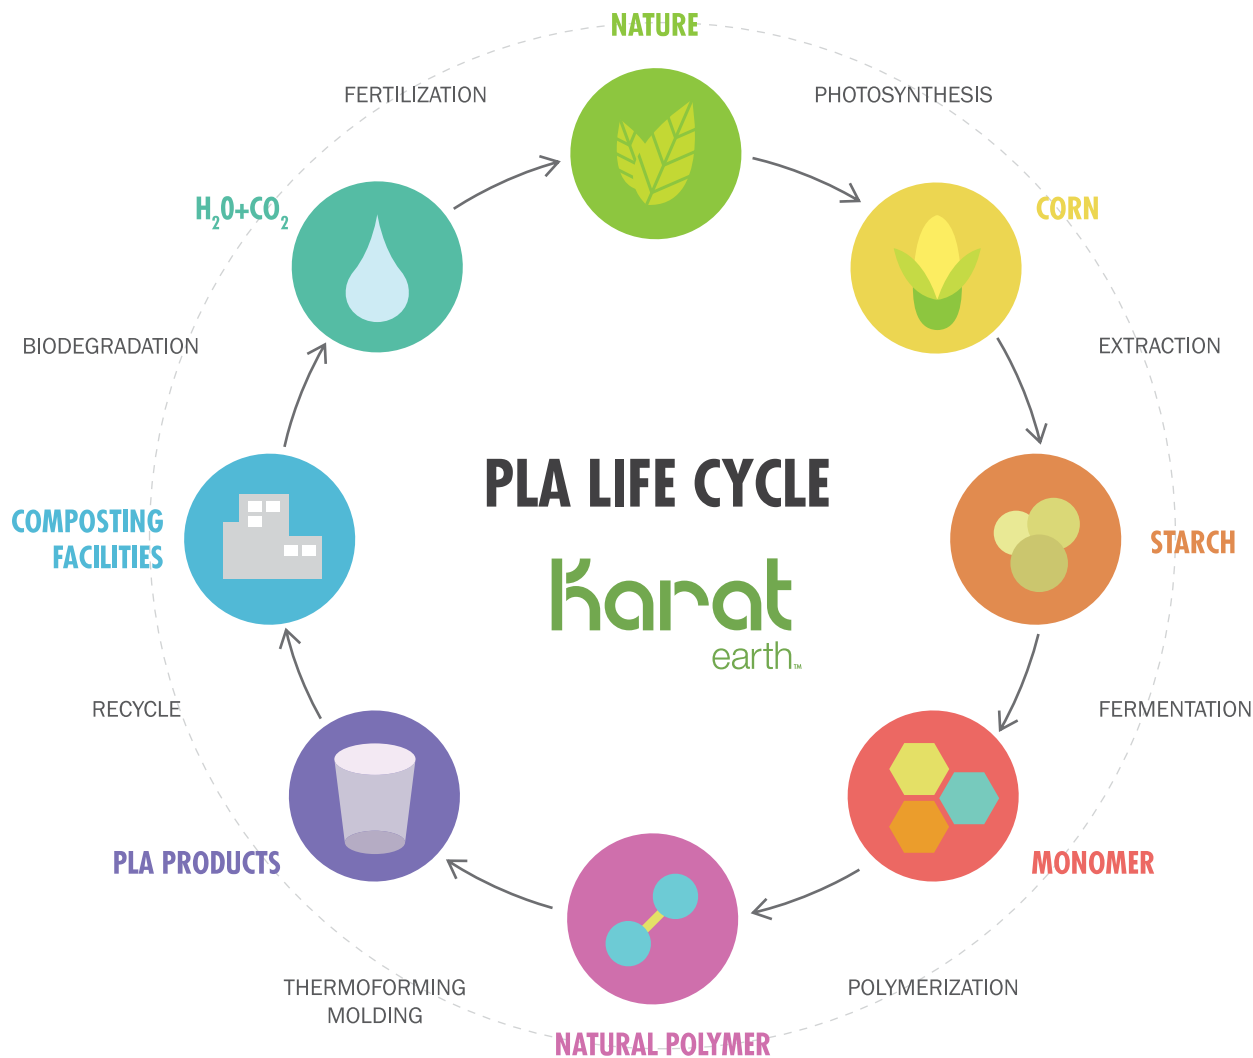 NATURE
FERTILIZATION
PHOTOSYNTHESIS
H₂0+CO₂
CORN
BIODEGRADATION
EXTRACTION
PLA LIFE CYCLE
COMPOSTING
FACILITIES
STARCH
karat
earth™
RECYCLE
FERMENTATION
PLA PRODUCTS
MONOMER
THERMOFORMING
MOLDING
POLYMERIZATION
NATURAL POLYMER